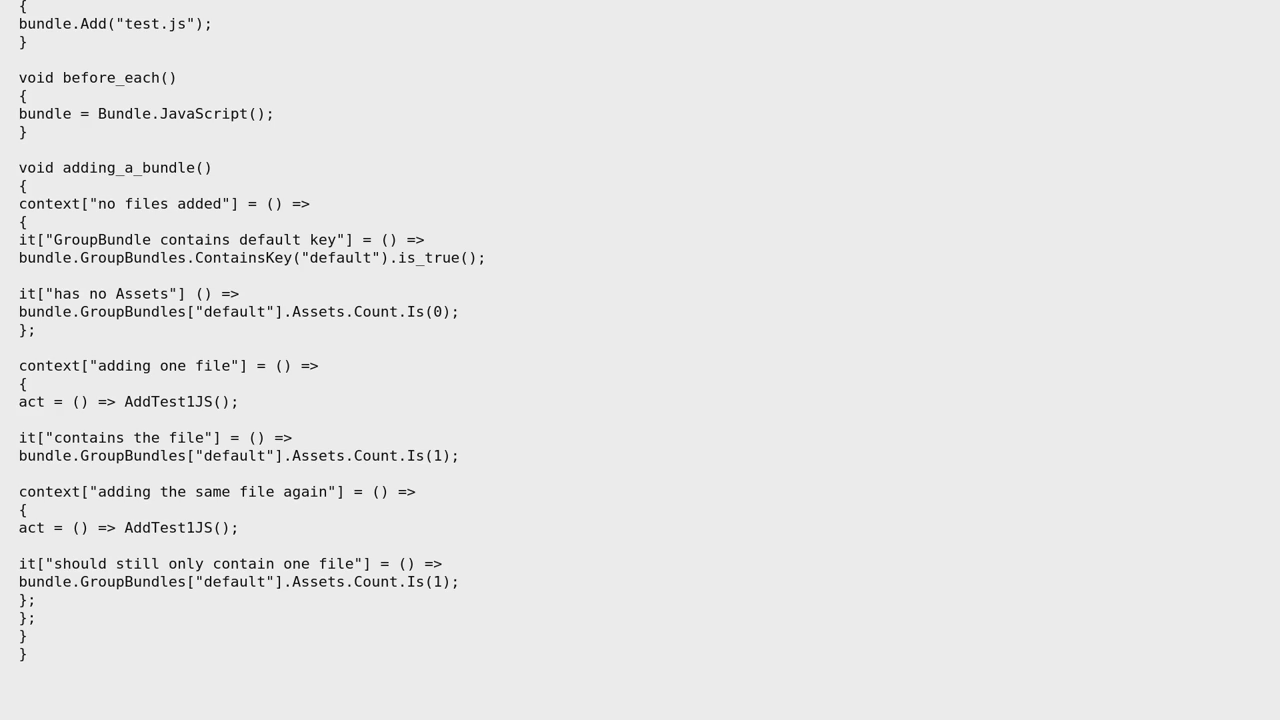 {
bundle.Add("test.js");
}
void before_each()
{
bundle = Bundle.JavaScript();
}
void adding_a_bundle()
{
context["no files added"] = () =>
{
it["GroupBundle contains default key"] = () =>
bundle.GroupBundles.ContainsKey("default").is_true();
it["has no Assets"] () =>
bundle.GroupBundles["default"].Assets.Count.Is(0);
};
context["adding one file"] = () =>
{
act = () => AddTest1JS();
it["contains the file"] = () =>
bundle.GroupBundles["default"].Assets.Count.Is(1);
context["adding the same file again"] = () =>
{
act = () => AddTest1JS();
it["should still only contain one file"] = () =>
bundle.GroupBundles["default"].Assets.Count.Is(1);
};
};
}
}